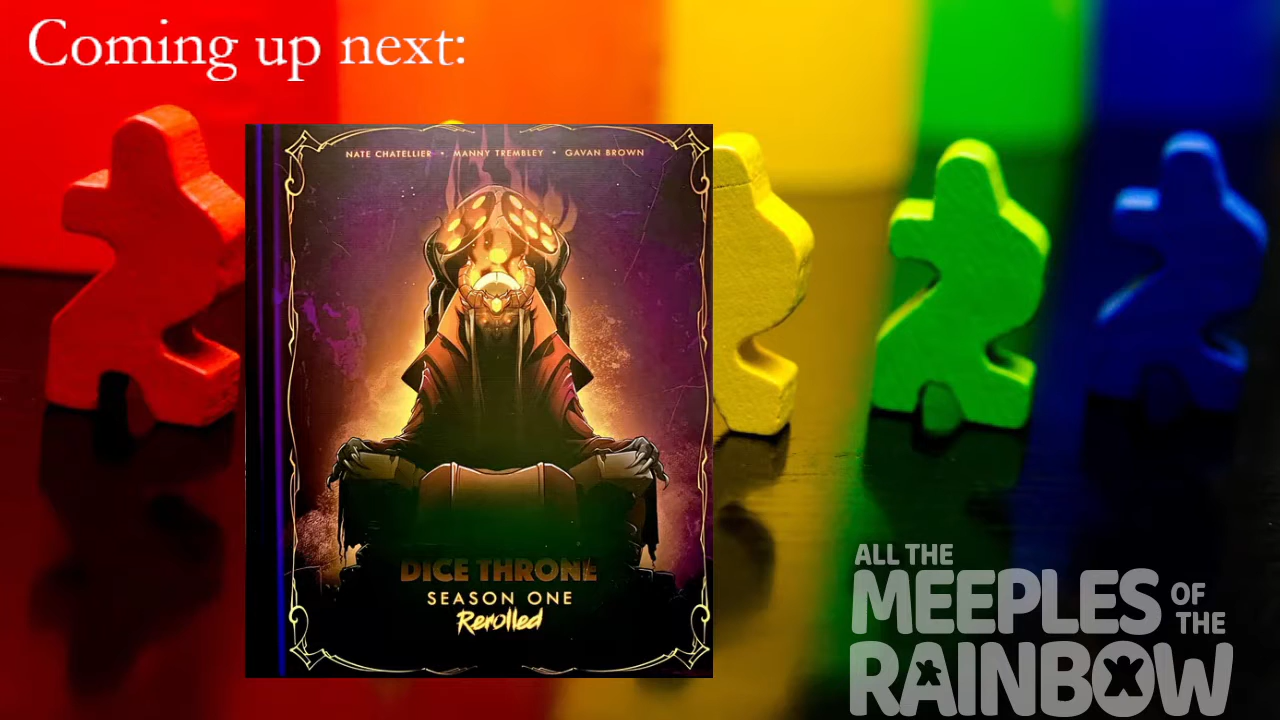 Coming up next:
NATE CHATELLIER • MANNY TREMBLEY • GAVAN BROWN
DICE THRONE
SEASON ONE
Rerolled
ALL THE
MEEPLES OF
THE
RAINBOW